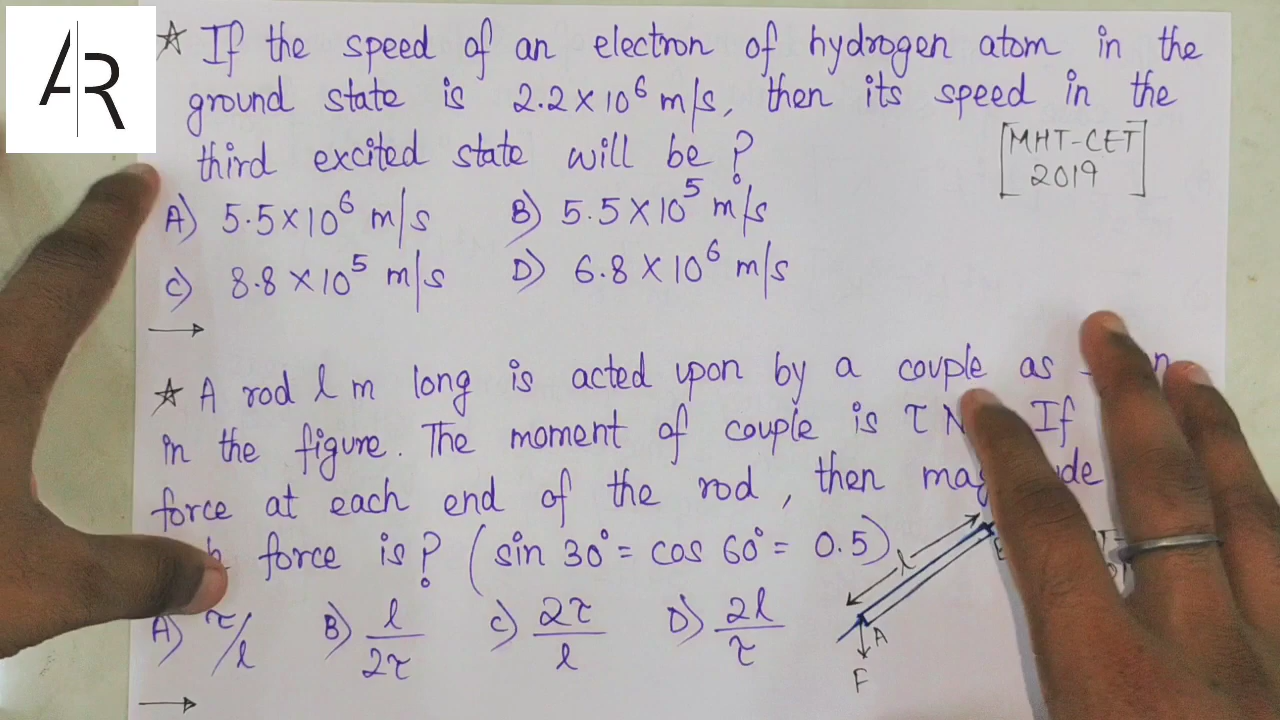 AR
☆ If the speed of an electron of hydrogen atom in the
ground state is 2.2×10⁶ m/s, then its speed in the
third excited state will be ?
[MHT-CET
2019]
A) 5.5×10⁶ m/s B) 5.5×10⁵ m/s
C) 8.8×10⁵ m/s D) 6.8×10⁶ m/s
→
☆ A rod l m long is acted upon by a couple as
in the figure. The moment of couple is τ N If
force at each end of the rod, then
force is? (sin 30° = cos 60° = 0.5)
A) τ/l B) l/2τ C) 2τ/l D) 2l/τ
l
A
F
→